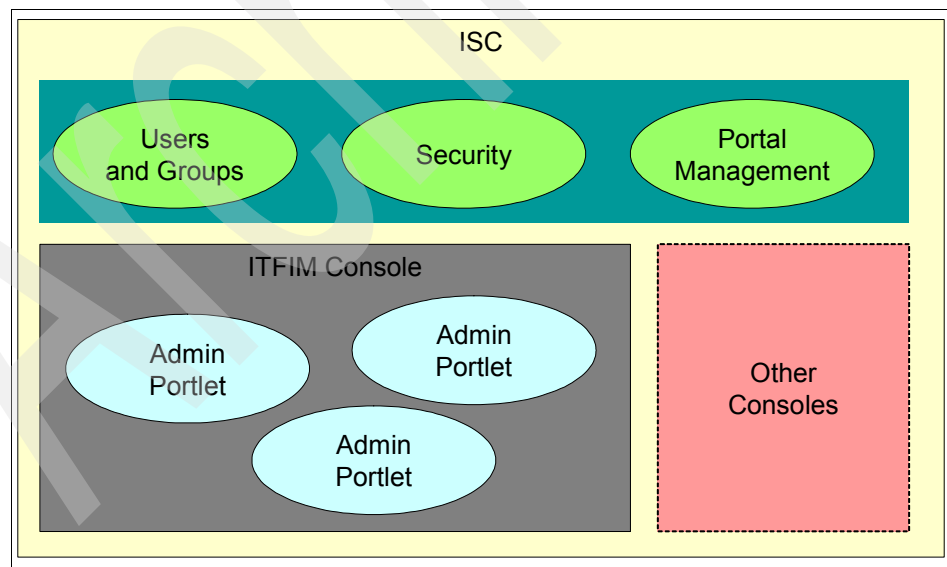 ISC
Users
and Groups
Security
Portal
Management
ITFIM Console
Admin
Portlet
Admin
Portlet
Admin
Portlet
Other
Consoles